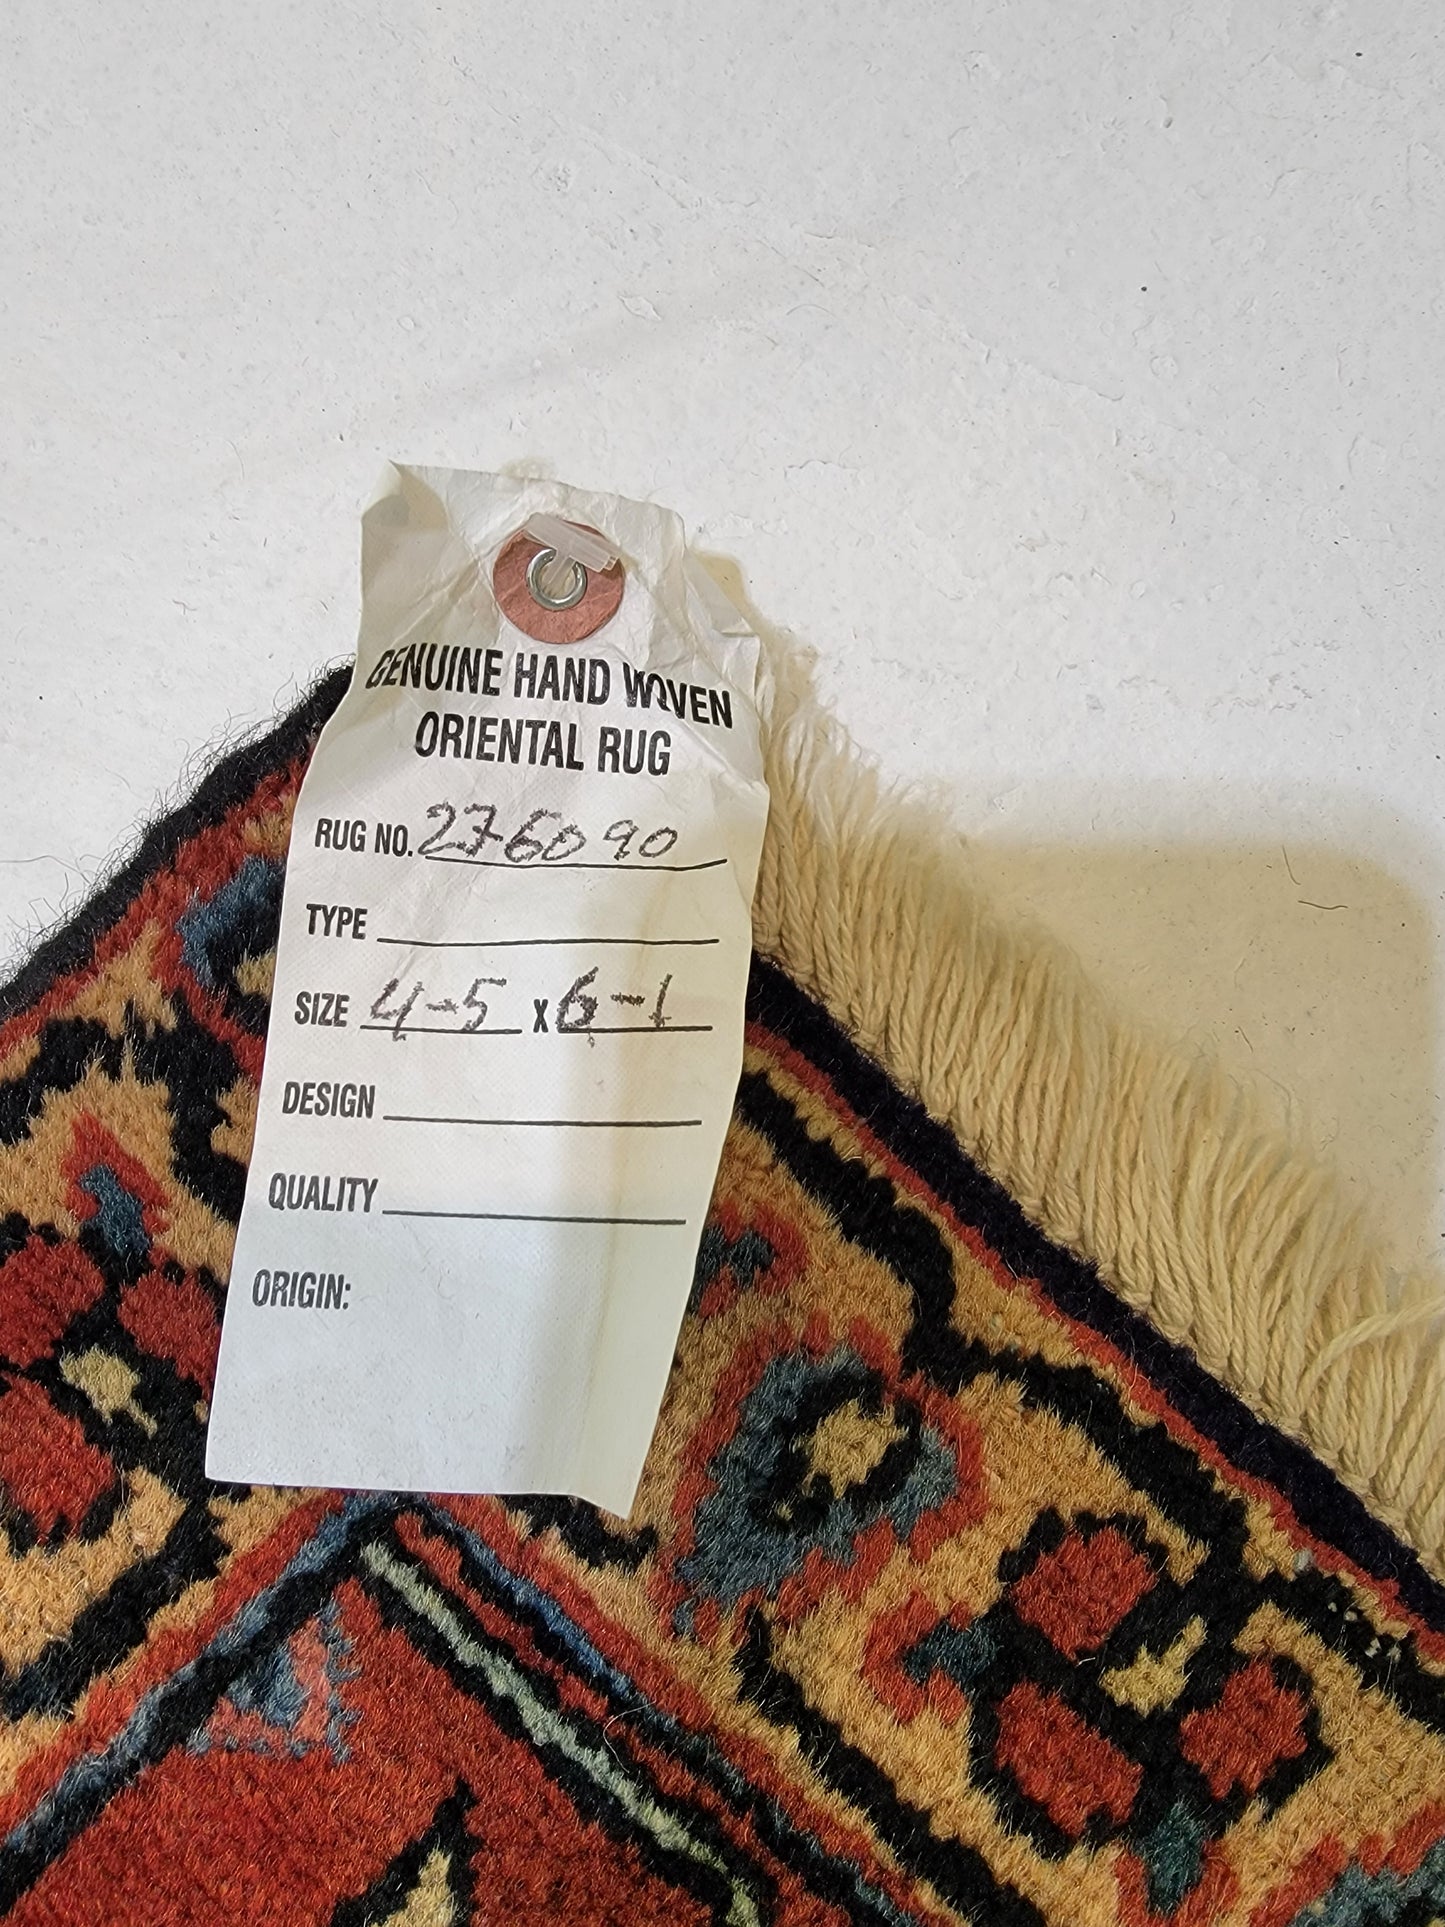 GENUINE HAND WOVEN
ORIENTAL RUG
RUG NO. 276090
TYPE
SIZE 4-5 x 6-1
DESIGN
QUALITY
ORIGIN: